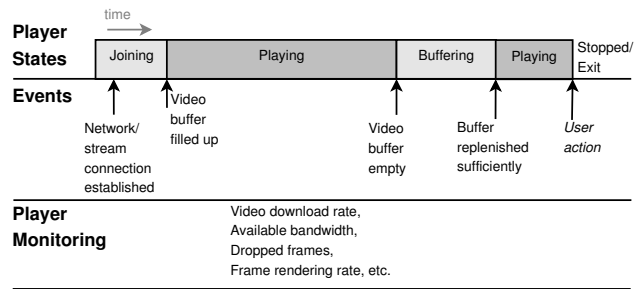 time
Player
States
Joining
Playing
Buffering
Playing
Stopped/
Exit
Events
Network/
stream
connection
established
Video
buffer
filled up
Video
buffer
empty
Buffer
replenished
sufficiently
User
action
Player
Monitoring
Video download rate,
Available bandwidth,
Dropped frames,
Frame rendering rate, etc.